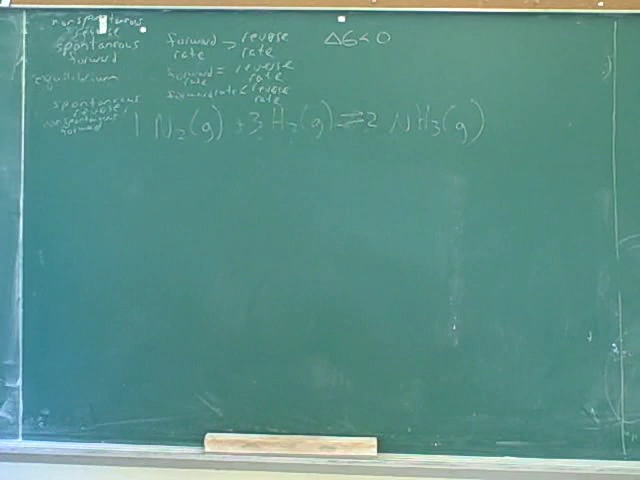 nonspontaneous
reverse
spontaneous forward rate > reverse rate ΔG<0
forward
equilibrium forward rate = reverse rate
forward rate < reverse rate
spontaneous
reverse,
nonspontaneous
forward
1 N₂(g) + 3 H₂(g) ⇌ 2 NH₃(g)